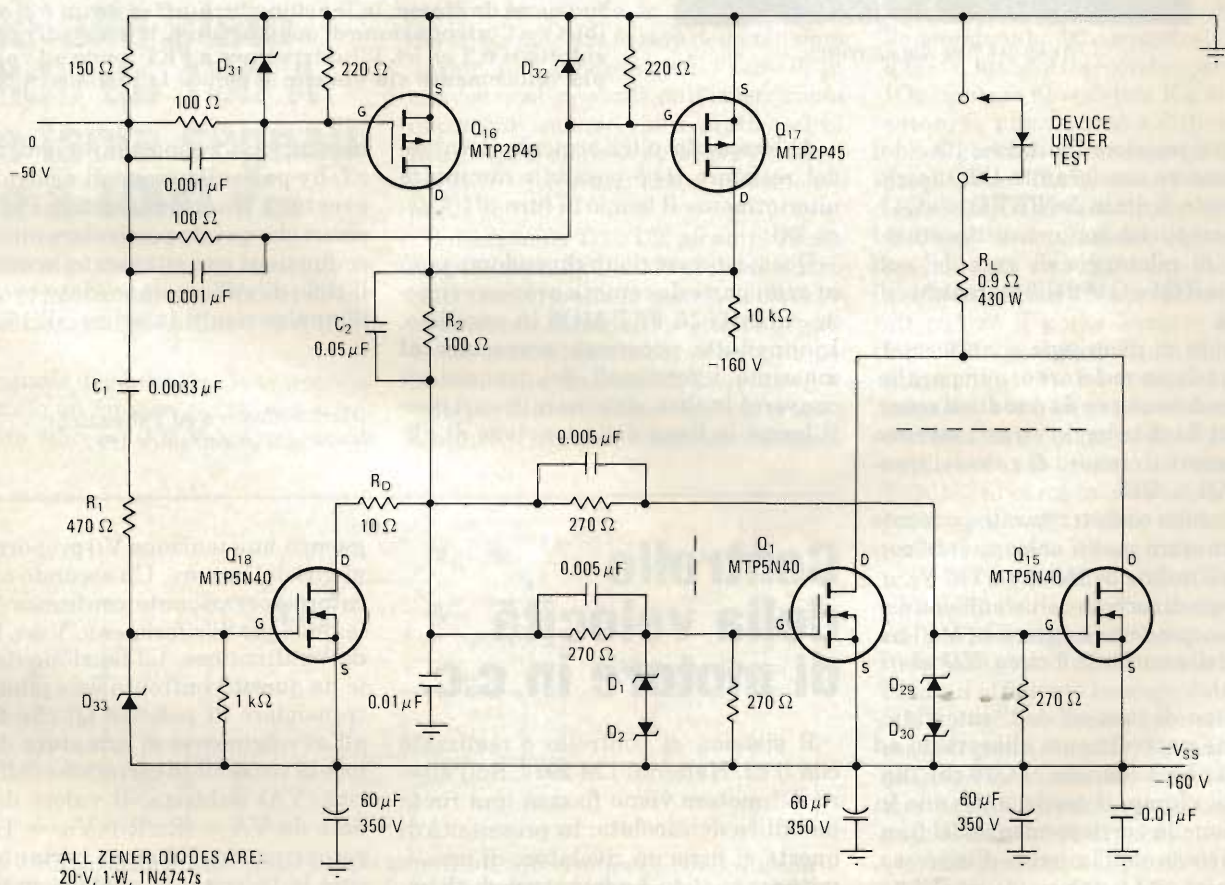 150 Ω
D31
220 Ω
D32
220 Ω
S
S
100 Ω
G
Q16
MTP2P45
G
Q17
MTP2P45
DEVICE
UNDER
TEST
0
−50 V
0.001 μF
D
D
100 Ω
RL
0.9 Ω
430 W
0.001 μF
C2
0.05 μF
R2
100 Ω
10 kΩ
−160 V
C1
0.0033 μF
0.005 μF
R1
470 Ω
RD
10 Ω
270 Ω
Q18
MTP5N40
D
0.005 μF
Q1
MTP5N40
D
Q15
MTP5N40
D
G
270 Ω
G
G
S
S
S
D33
1 kΩ
0.01 μF
D1
D2
270 Ω
D29
D30
270 Ω
−VSS
−160 V
60 μF
350 V
60 μF
350 V
60 μF
350 V
0.01 μF
ALL ZENER DIODES ARE:
20-V, 1-W, 1N4747s